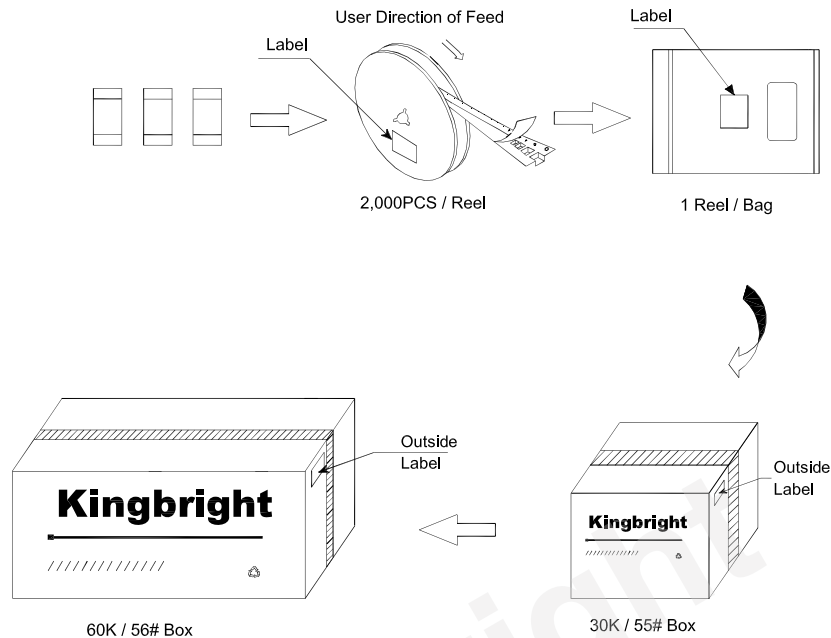 User Direction of Feed
Label
Label
2,000PCS / Reel
1 Reel / Bag
Outside
Label
Kingbright
60K / 56# Box
Outside
Label
Kingbright
30K / 55# Box